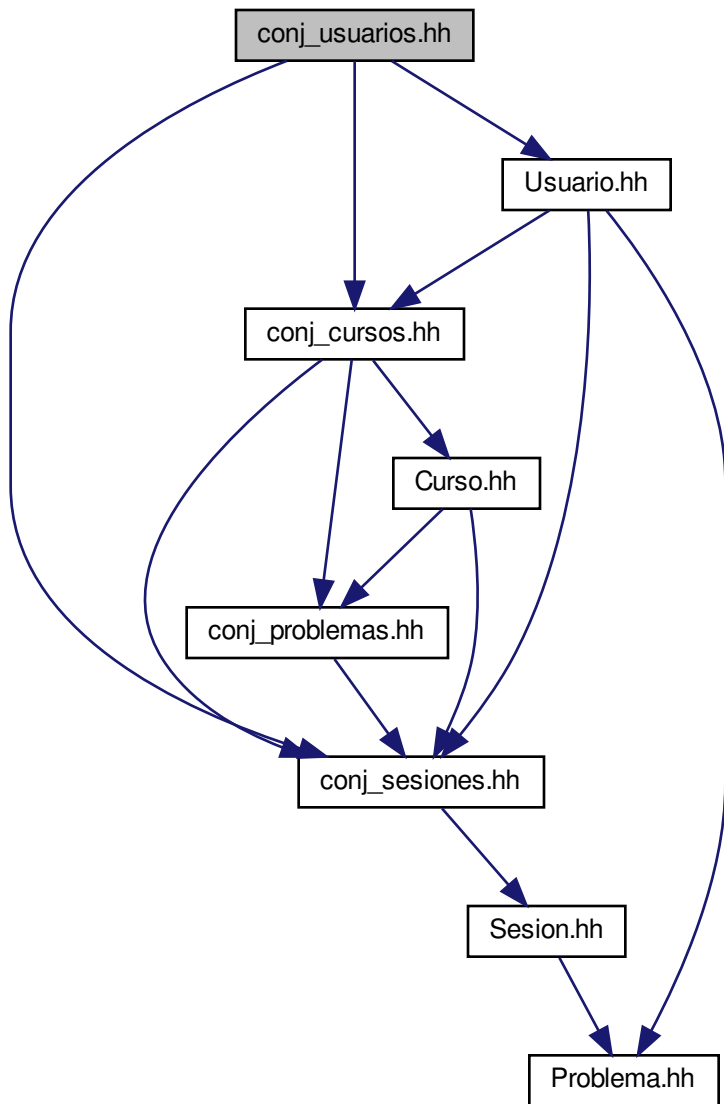 conj_usuarios.hh
Usuario.hh
conj_cursos.hh
Curso.hh
conj_problemas.hh
conj_sesiones.hh
Sesion.hh
Problema.hh